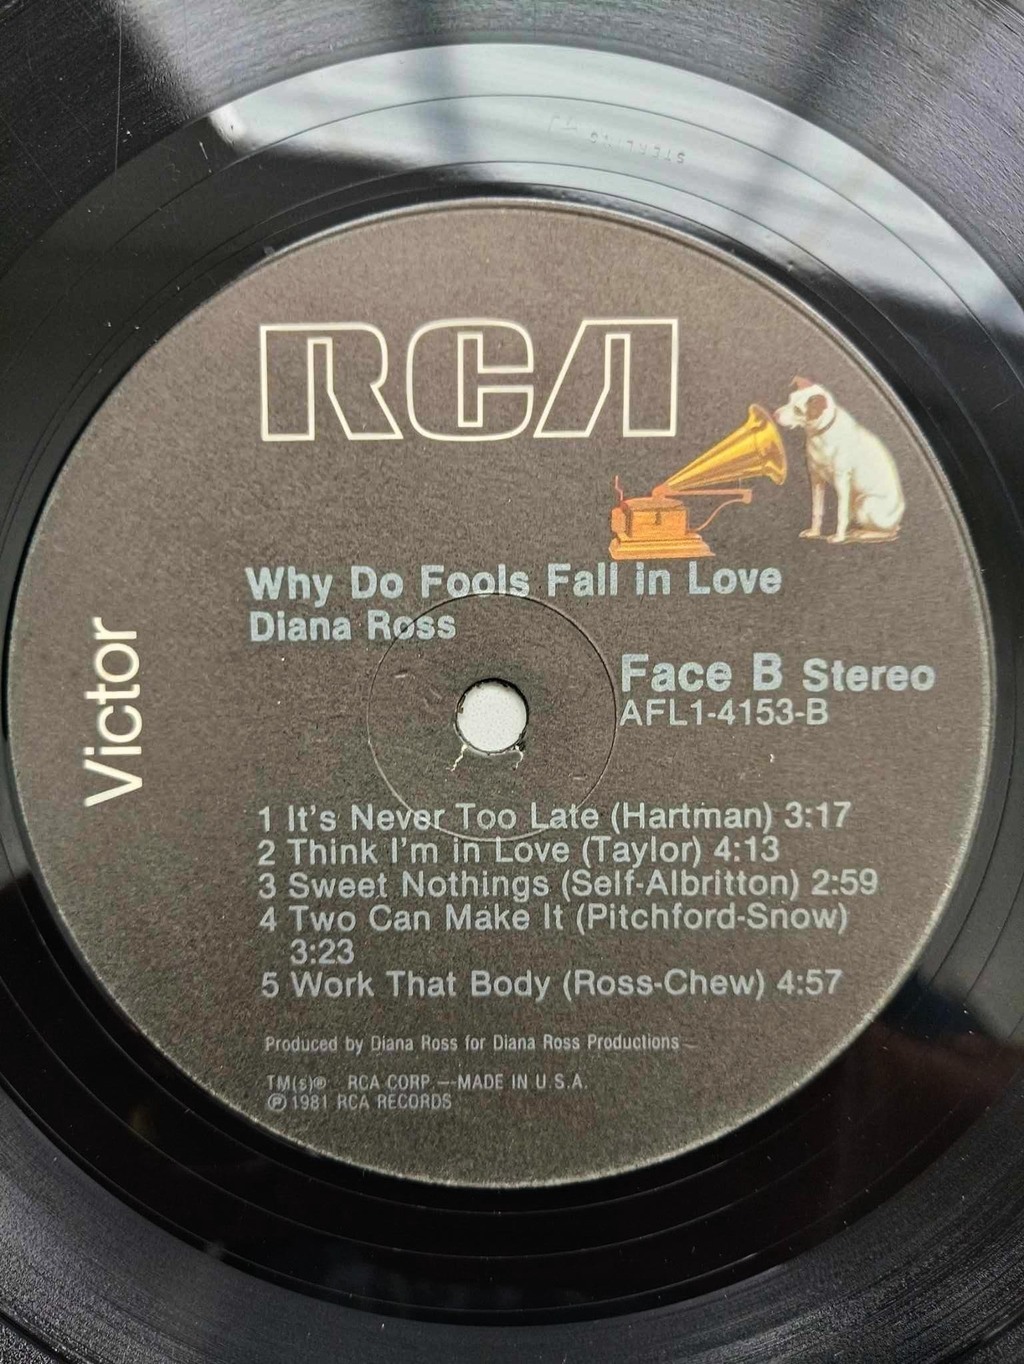 STERLING
RCA
Victor
Why Do Fools Fall in Love
Diana Ross
Face B Stereo
AFL1-4153-B
1 It's Never Too Late (Hartman) 3:17
2 Think I'm in Love (Taylor) 4:13
3 Sweet Nothings (Self-Albritton) 2:59
4 Two Can Make It (Pitchford-Snow)
3:23
5 Work That Body (Ross-Chew) 4:57
Produced by Diana Ross for Diana Ross Productions
TM(s)® RCA CORP.—MADE IN U.S.A.
℗ 1981 RCA RECORDS